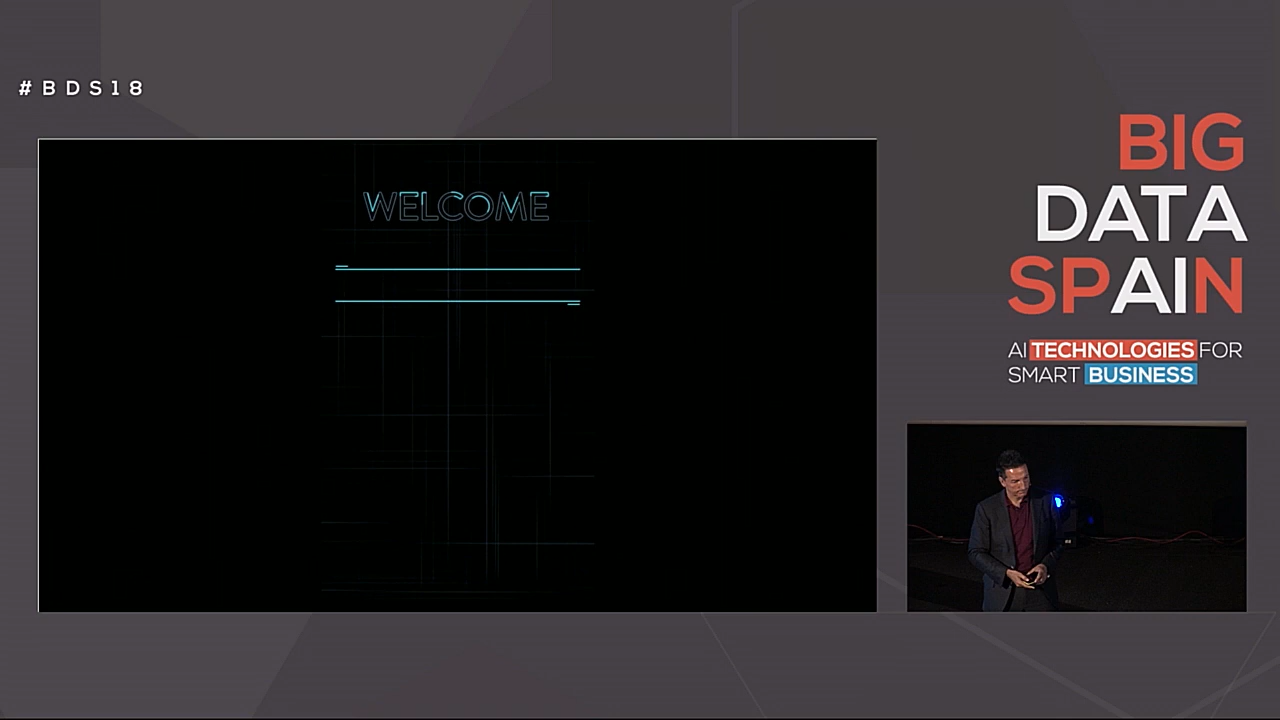 #BDS18
WELCOME
BIG
DATA
SPAIN
AI TECHNOLOGIES FOR
SMART BUSINESS